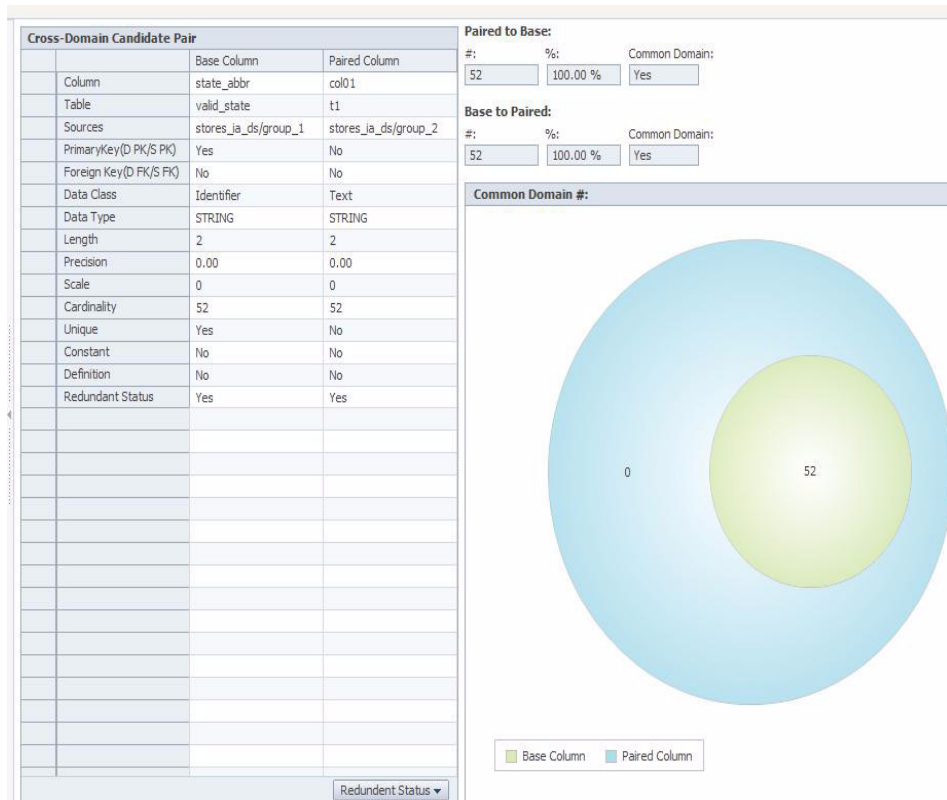 Cross-Domain Candidate Pair
Base Column Paired Column
Column state_abbr col01
Table valid_state t1
Sources stores_ia_ds/group_1 stores_ia_ds/group_2
PrimaryKey(D PK/S PK) Yes No
Foreign Key(D FK/S FK) No No
Data Class Identifier Text
Data Type STRING STRING
Length 2 2
Precision 0.00 0.00
Scale 0 0
Cardinality 52 52
Unique Yes No
Constant No No
Definition No No
Redundant Status Yes Yes
Redundent Status
Paired to Base:
#: %: Common Domain:
52 100.00 % Yes
Base to Paired:
#: %: Common Domain:
52 100.00 % Yes
Common Domain #:
0 52
Base Column Paired Column